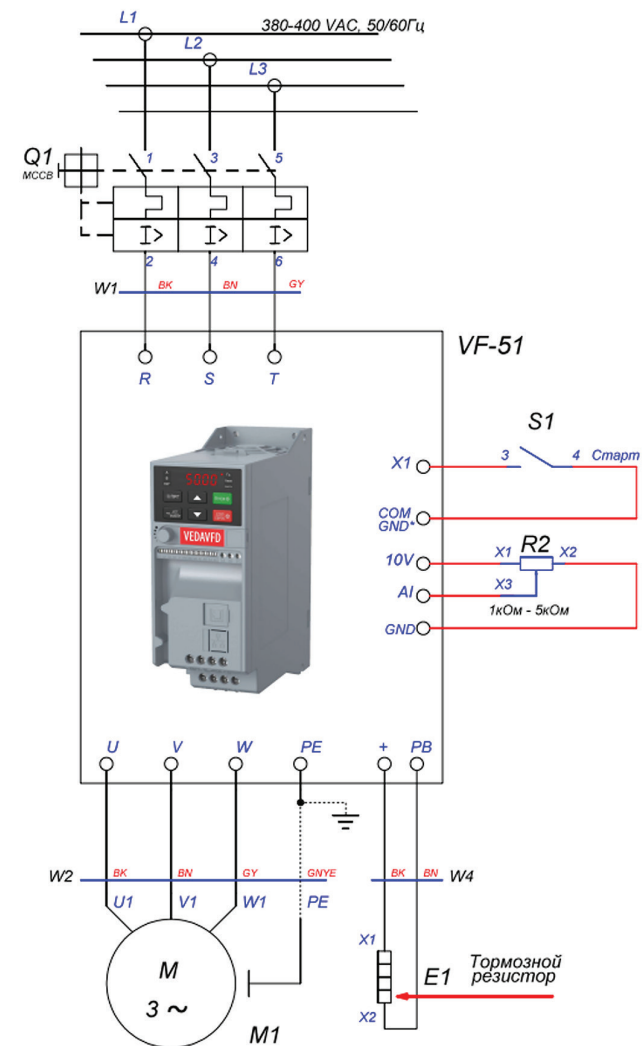 L1
380-400 VAC, 50/60Гц
L2
L3
Q1
MCCB
1
3
5
2
4
6
W1
BK
BN
GY
VF-51
R
S
T
S1
X1
3
4
Старт
COM
GND*
10V
X1
R2
X2
AI
X3
1кОм - 5кОм
GND
50.00
VEDAVFD
U
V
W
PE
+
PB
W2
BK
BN
GY
GNYE
BK
BN
W4
U1
V1
W1
PE
X1
M
3 ~
E1
Тормозной
резистор
X2
M1